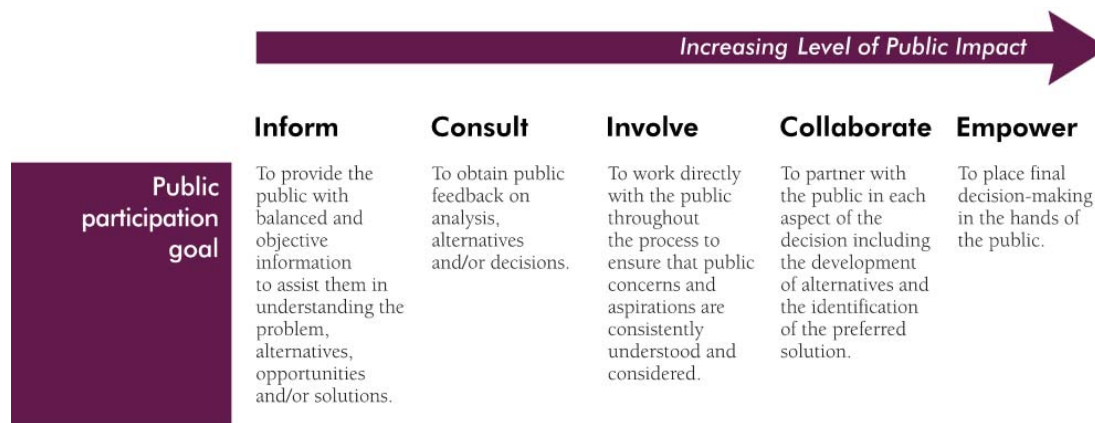 Increasing Level of Public Impact
Inform
Consult
Involve
Collaborate
Empower
Public
participation
goal
To provide the
public with
balanced and
objective
information
to assist them in
understanding the
problem,
alternatives,
opportunities
and/or solutions.
To obtain public
feedback on
analysis,
alternatives
and/or decisions.
To work directly
with the public
throughout
the process to
ensure that public
concerns and
aspirations are
consistently
understood and
considered.
To partner with
the public in each
aspect of the
decision including
the development
of alternatives and
the identification
of the preferred
solution.
To place final
decision-making
in the hands of
the public.